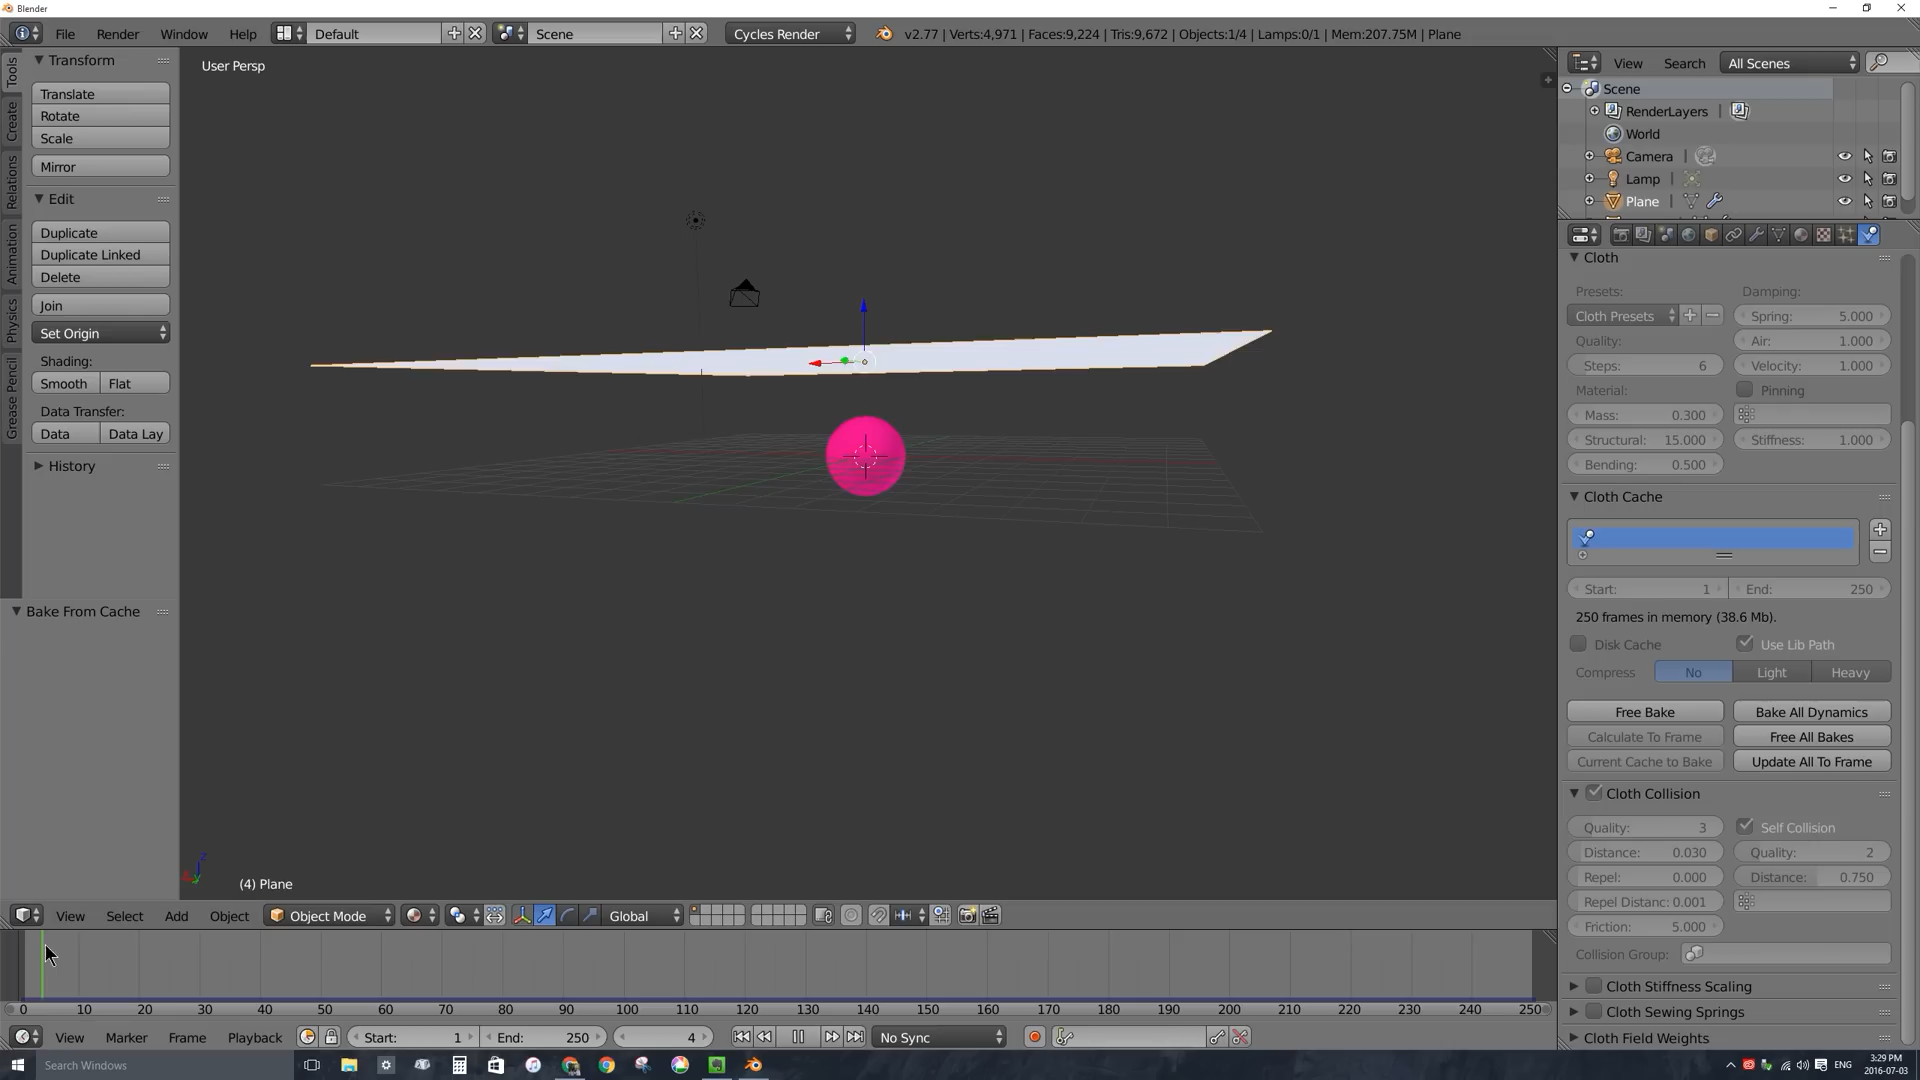 Blender
File Render Window Help Default Scene Cycles Render v2.77 | Verts:4,971 | Faces:9,224 | Tris:9,672 | Objects:1/4 | Lamps:0/1 | Mem:207.75M | Plane
Tools
Create
Relations
Animation
Physics
Grease Pencil
Transform
Translate
Rotate
Scale
Mirror
Edit
Duplicate
Duplicate Linked
Delete
Join
Set Origin
Shading:
Smooth Flat
Data Transfer:
Data Data Lay
History
Bake From Cache
User Persp
(4) Plane
z
View Search All Scenes
Scene
RenderLayers |
World
Camera |
Lamp |
Plane |
Cloth
Presets: Damping:
Cloth Presets Spring: 5.000
Quality: Air: 1.000
Steps: 6 Velocity: 1.000
Material: Pinning
Mass: 0.300
Structural: 15.000 Stiffness: 1.000
Bending: 0.500
Cloth Cache
Start: 1 End: 250
250 frames in memory (38.6 Mb).
Disk Cache Use Lib Path
Compress No Light Heavy
Free Bake Bake All Dynamics
Calculate To Frame Free All Bakes
Current Cache to Bake Update All To Frame
Cloth Collision
Quality: 3 Self Collision
Distance: 0.030 Quality: 2
Repel: 0.000 Distance: 0.750
Repel Distanc: 0.001
Friction: 5.000
Collision Group:
Cloth Stiffness Scaling
Cloth Sewing Springs
Cloth Field Weights
View Select Add Object Object Mode Global
0 10 20 30 40 50 60 70 80 90 100 110 120 130 140 150 160 170 180 190 200 210 220 230 240 250
View Marker Frame Playback Start: 1 End: 250 4 No Sync
Search Windows ENG 3:29 PM
2016-07-03